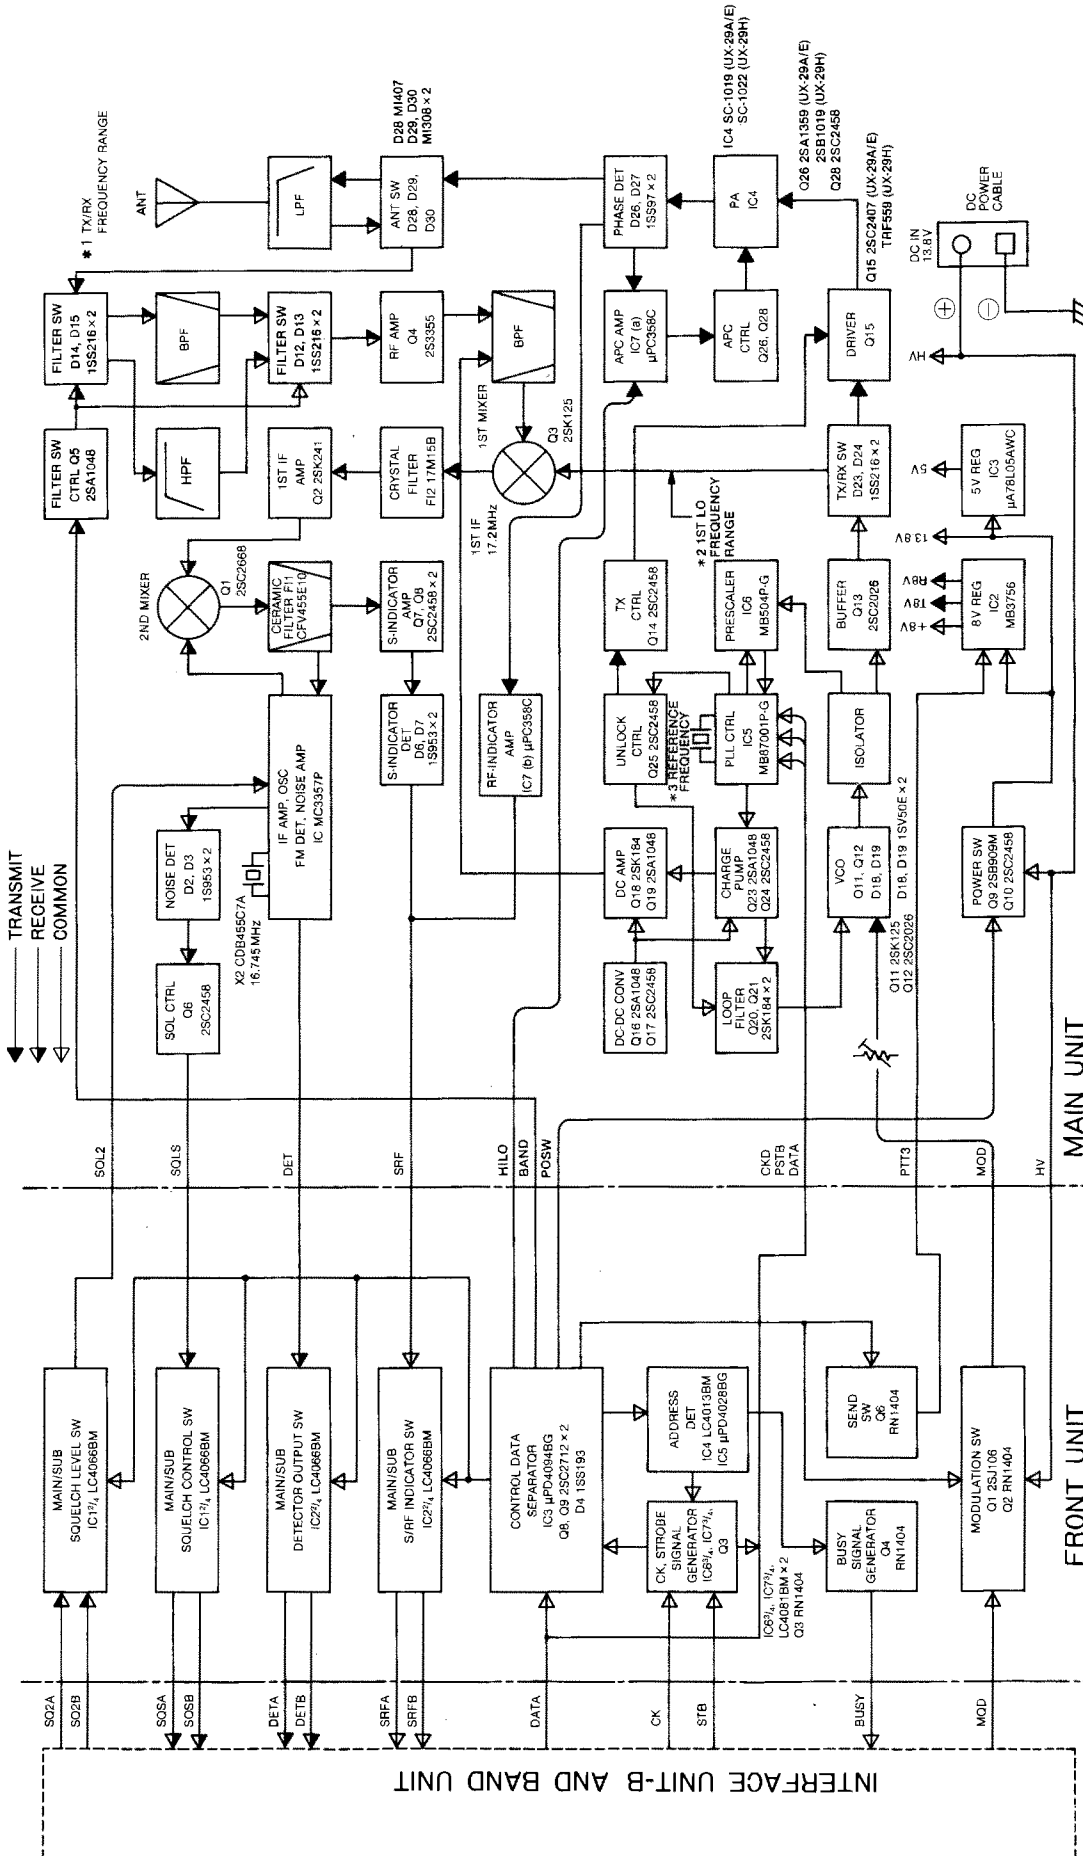 TRANSMIT
RECEIVE
COMMON
ANT
*1 TX/RX
FREQUENCY RANGE
LPF
ANT SW
D28, D29,
D30
D28 MI407
D29, D30
MI308×2
FILTER SW
D14, D15
1SS216×2
BPF
FILTER SW
D12, D13
1SS216×2
RF AMP
Q4
2S3355
BPF
FILTER SW
CTRL Q5
2SA1048
HPF
1ST IF
AMP
Q2 2SK241
CRYSTAL
FILTER
FI2 17M15B
1ST MIXER
Q3
2SK125
1ST IF
17.2MHz
2ND MIXER
Q1
2SC2668
CERAMIC
FILTER FI1
CFV455E10
S-INDICATOR
AMP
Q7, Q8
2SC2458×2
S-INDICATOR
DET
D6, D7
1S953×2
RF-INDICATOR
AMP
IC7 (b) μPC358C
IF AMP, OSC
FM DET, NOISE AMP
IC MC3357P
X2 CDB455C7A
16.745 MHz
NOISE DET
D2, D3
1S953×2
SQL CTRL
Q6
2SC2458
PHASE DET
D26, D27
1SS97×2
APC AMP
IC7 (a)
μPC358C
APC
CTRL
Q26, Q28
PA
IC4
IC4 SC-1019 (UX-29A/E)
SC-1022 (UX-29H)
Q26 2SA1359 (UX-29A/E)
2SB1019 (UX-29H)
Q28 2SC2458
DRIVER
Q15
Q15 2SC2407 (UX-29A/E)
TRF559 (UX-29H)
TX/RX SW
D23, D24
1SS216×2
*2 1ST LO
FREQUENCY
RANGE
BUFFER
Q13
2SC2026
ISOLATOR
TX
CTRL
Q14 2SC2458
UNLOCK
CTRL
Q25 2SC2458
PRESCALER
IC6
MB504P-G
PLL CTRL
IC5
MB87001P-G
*3 REFERENCE
FREQUENCY
DC AMP
Q18 2SK184
Q19 2SA1048
CHARGE
PUMP
Q23 2SA1048
Q24 2SC2458
DC-DC CONV
Q16 2SA1048
Q17 2SC2458
LOOP
FILTER
Q20, Q21
2SK184×2
VCO
Q11, Q12
D18, D19
D18, D19 1SV50E×2
Q11 2SK125
Q12 2SC2026
POWER SW
Q9 2SB909M
Q10 2SC2458
8V REG
IC2
MB3756
+8V
T8V
R8V
13.8V
5V REG
IC3
μA78L05AWC
5V
HV
DC IN
13.8V
DC
POWER
CABLE
+
−
MAIN UNIT
SQL2
SQLS
DET
SRF
HILO
BAND
POSW
CKD
PSTB
DATA
PTT3
MOD
HV
FRONT UNIT
MAIN/SUB
SQUELCH LEVEL SW
IC1²/₄ LC4066BM
MAIN/SUB
SQUELCH CONTROL SW
IC1²/₄ LC4066BM
MAIN/SUB
DETECTOR OUTPUT SW
IC2²/₄ LC4066BM
MAIN/SUB
S/RF INDICATOR SW
IC2²/₄ LC4066BM
CONTROL DATA
SEPARATOR
IC3 μPD4094BG
Q8, Q9 2SC2712×2
D4 1SS193
ADDRESS
DET
IC4 LC4013BM
IC5 μPD4028BG
CK, STROBE
SIGNAL
GENERATOR
IC6³/₄, IC7³/₄,
Q3
IC6³/₄, IC7³/₄,
LC4081BM×2
Q3 RN1404
SEND
SW
Q6
RN1404
BUSY
SIGNAL
GENERATOR
Q4
RN1404
MODULATION SW
Q1 2SJ106
Q2 RN1404
SQ2A
SQ2B
SQSA
SQSB
DETA
DETB
SRFA
SRFB
DATA
CK
STB
BUSY
MOD
INTERFACE UNIT-B AND BAND UNIT